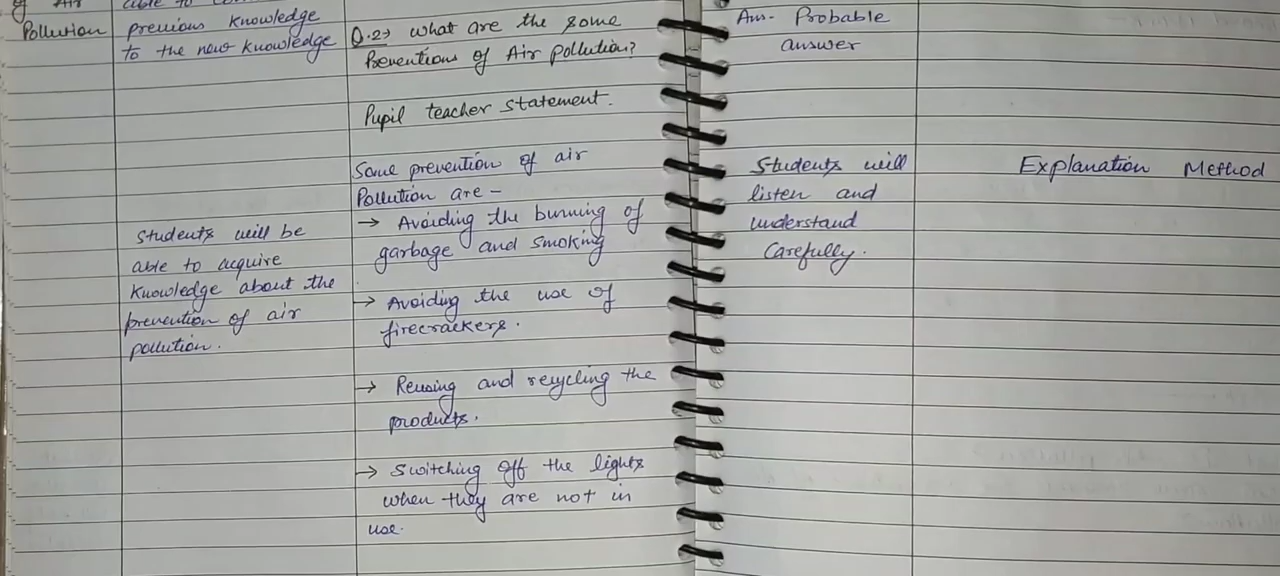 of Air
Pollution
able to
previous knowledge
to the new knowledge
Students will be
able to acquire
knowledge about the
prevention of air
pollution.
Q.2) what are the some
Preventions of Air pollution?
Pupil teacher statement.
Some prevention of air
Pollution are -
→ Avoiding the burning of
garbage and smoking
→ Avoiding the use of
firecrackers.
→ Reusing and recycling the
products.
→ Switching off the lights
when they are not in
use.
Ans- Probable
answer
Students will
listen and
understand
Carefully.
Explanation Method